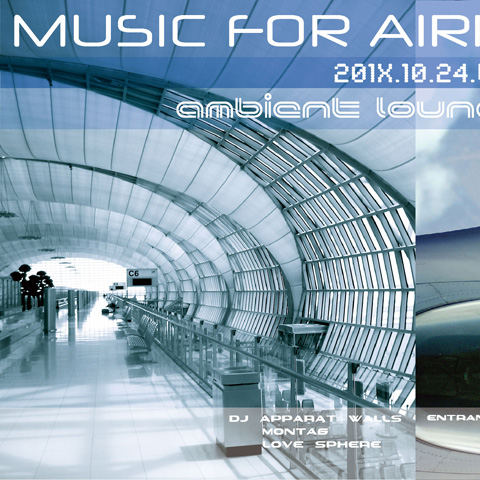 MUSIC FOR AIR
201X.10.24.
ambient loun
C6
DJ APPARAT+WALLS
MONTAG
LOVE SPHERE
ENTRAN